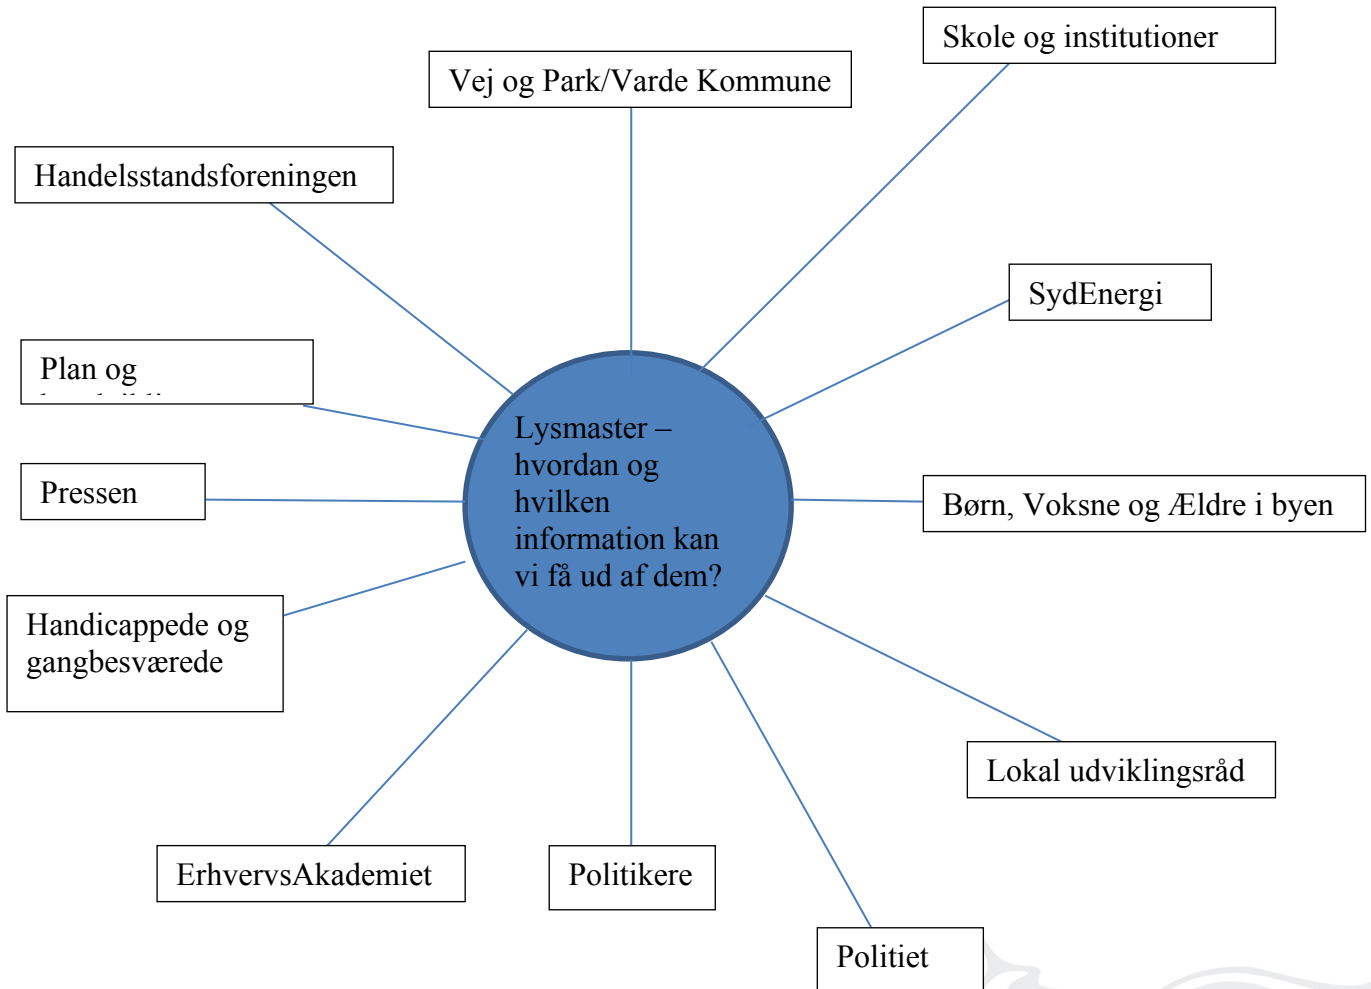 Skole og institutioner
Vej og Park/Varde Kommune
Handelsstandsforeningen
SydEnergi
Plan og
Lysmaster –
hvordan og
hvilken
information kan
vi få ud af dem?
Pressen
Børn, Voksne og Ældre i byen
Handicappede og
gangbesværede
Lokal udviklingsråd
ErhvervsAkademiet
Politikere
Politiet